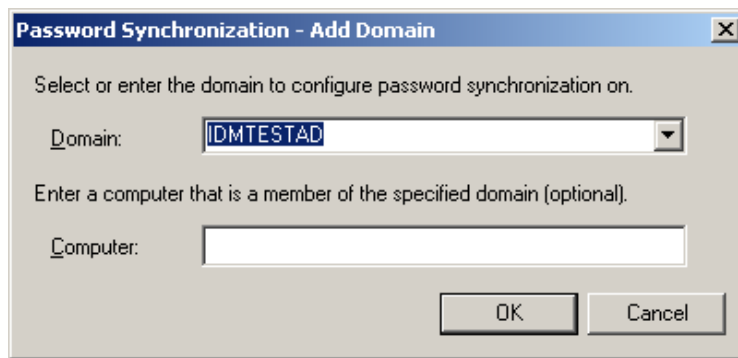 Password Synchronization - Add Domain
Select or enter the domain to configure password synchronization on.
Domain: IDMTESTAD
Enter a computer that is a member of the specified domain (optional).
Computer:
OK Cancel